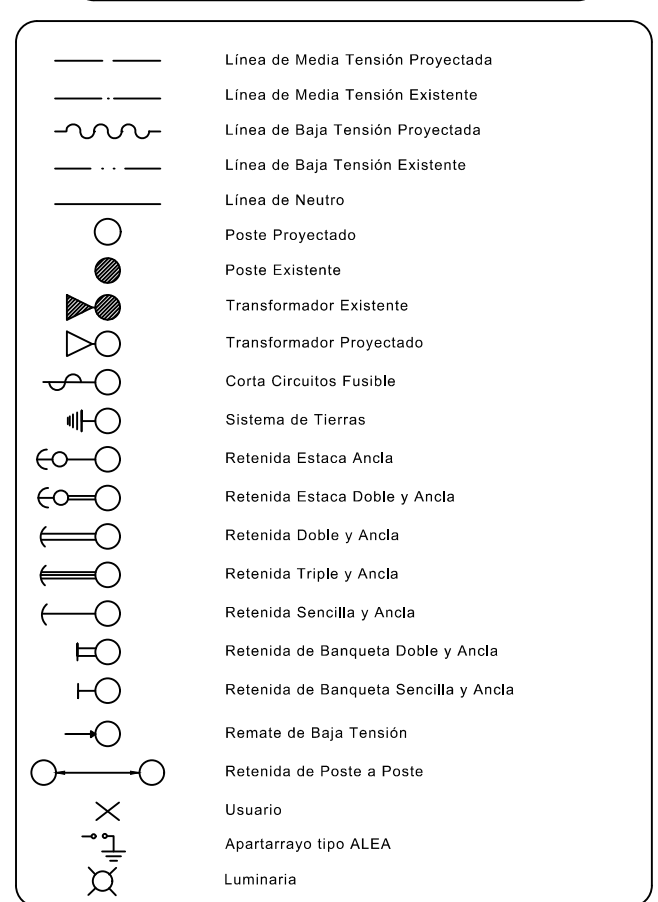 Línea de Media Tensión Proyectada
Línea de Media Tensión Existente
Línea de Baja Tensión Proyectada
Línea de Baja Tensión Existente
Línea de Neutro
Poste Proyectado
Poste Existente
Transformador Existente
Transformador Proyectado
Corta Circuitos Fusible
Sistema de Tierras
Retenida Estaca Ancla
Retenida Estaca Doble y Ancla
Retenida Doble y Ancla
Retenida Triple y Ancla
Retenida Sencilla y Ancla
Retenida de Banqueta Doble y Ancla
Retenida de Banqueta Sencilla y Ancla
Remate de Baja Tensión
Retenida de Poste a Poste
Usuario
Apartarrayo tipo ALEA
Luminaria